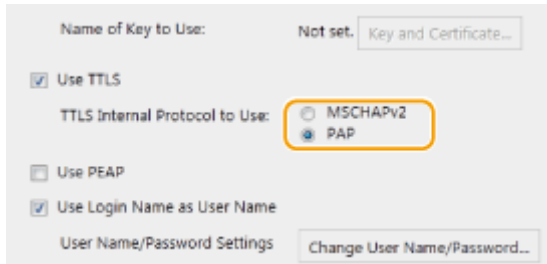 Name of Key to Use: Not set. Key and Certificate...
Use TTLS
TTLS Internal Protocol to Use: MSCHAPv2
PAP
Use PEAP
Use Login Name as User Name
User Name/Password Settings Change User Name/Password...